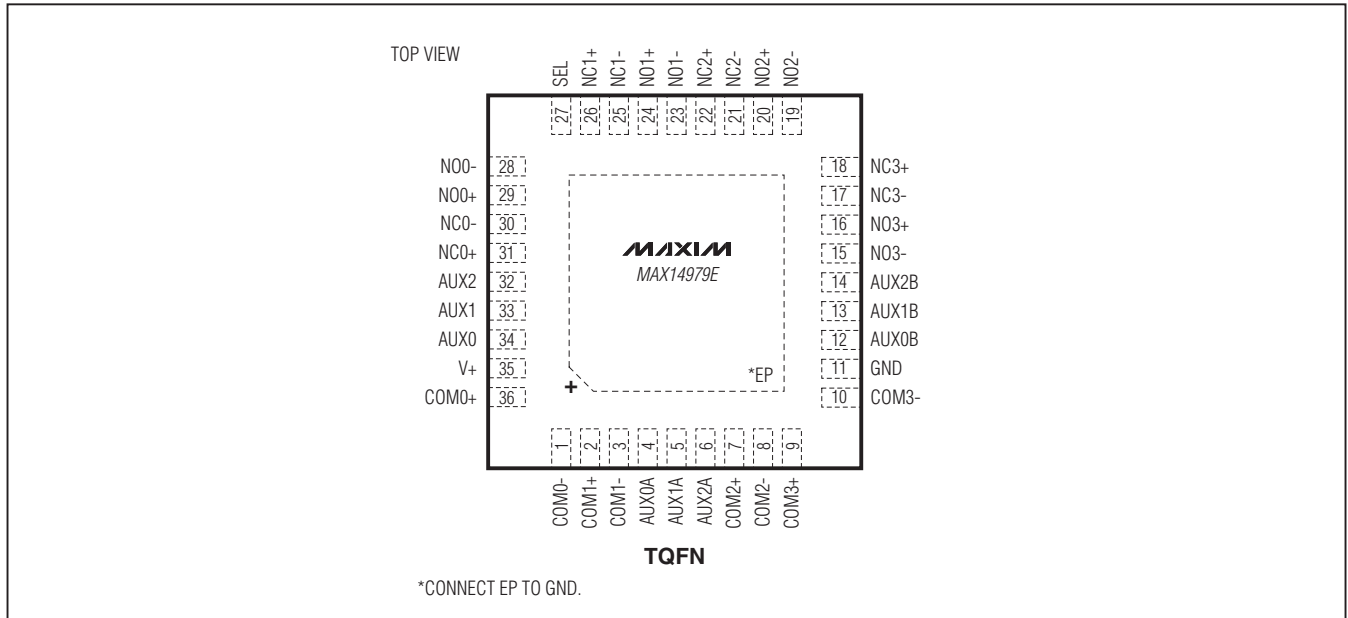 TOP VIEW
SEL NC1+ NC1- NO1+ NO1- NC2+ NC2- NO2+ NO2-
27 26 25 24 23 22 21 20 19
NO0- 28 18 NC3+
NO0+ 29 17 NC3-
NC0- 30 16 NO3+
NC0+ 31 15 NO3-
MAXIM
MAX14979E
AUX2 32 14 AUX2B
AUX1 33 13 AUX1B
AUX0 34 12 AUX0B
V+ 35 11 GND
*EP
+
COM0+ 36 10 COM3-
1 2 3 4 5 6 7 8 9
COM0- COM1+ COM1- AUX0A AUX1A AUX2A COM2+ COM2- COM3+
TQFN
*CONNECT EP TO GND.